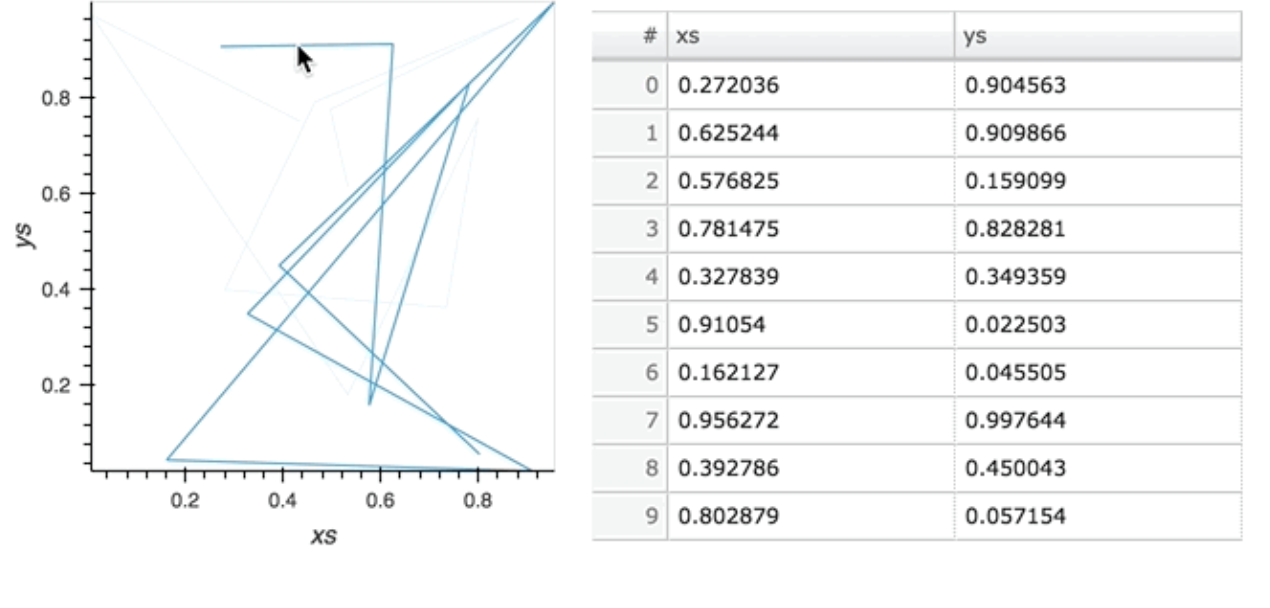 0.8
0.6
0.4
0.2
ys
0.2 0.4 0.6 0.8
xs
# xs ys
0 0.272036 0.904563
1 0.625244 0.909866
2 0.576825 0.159099
3 0.781475 0.828281
4 0.327839 0.349359
5 0.91054 0.022503
6 0.162127 0.045505
7 0.956272 0.997644
8 0.392786 0.450043
9 0.802879 0.057154